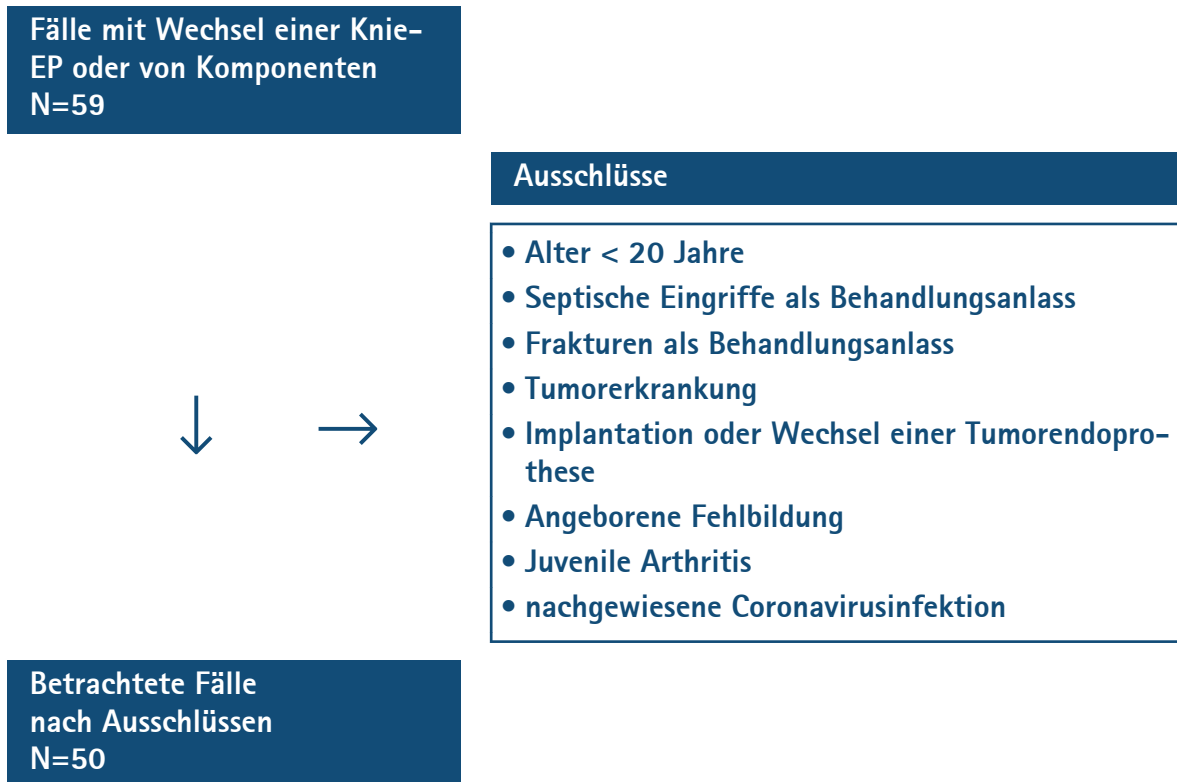 Fälle mit Wechsel einer Knie-
EP oder von Komponenten
N=59
Ausschlüsse
• Alter < 20 Jahre
• Septische Eingriffe als Behandlungsanlass
• Frakturen als Behandlungsanlass
• Tumorerkrankung
• Implantation oder Wechsel einer Tumorendopro-
these
• Angeborene Fehlbildung
• Juvenile Arthritis
• nachgewiesene Coronavirusinfektion
↓ →
Betrachtete Fälle
nach Ausschlüssen
N=50